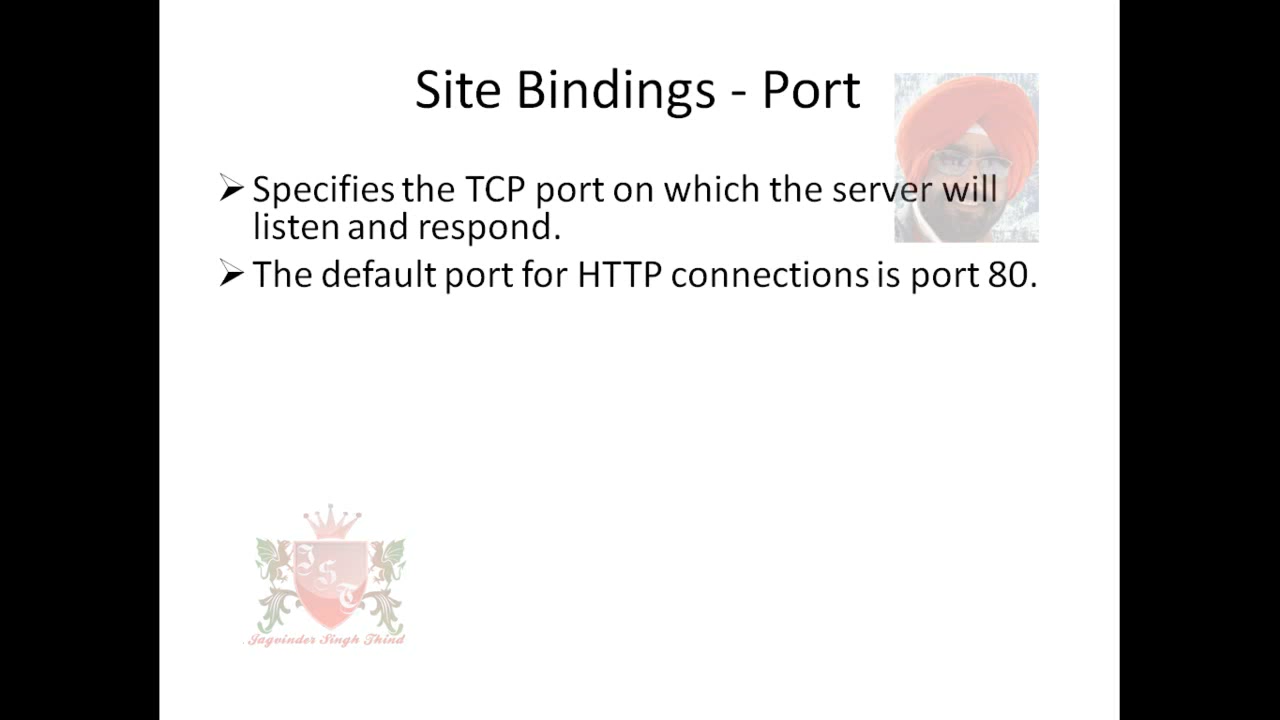 Site Bindings - Port
Specifies the TCP port on which the server will
listen and respond.
The default port for HTTP connections is port 80.
JST
Jagvinder Singh Thind